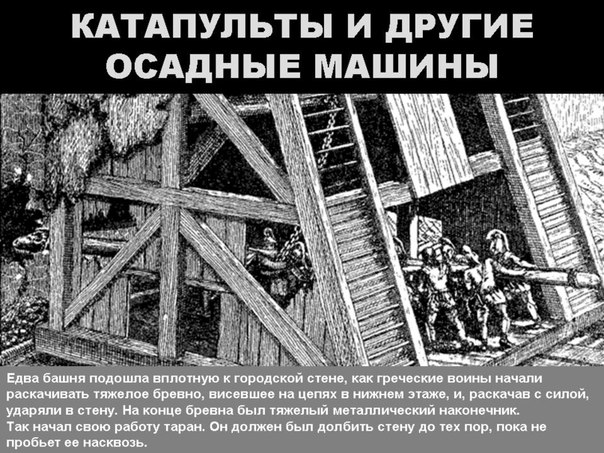 КАТАПУЛЬТЫ И ДРУГИЕ
ОСАДНЫЕ МАШИНЫ
Едва башня подошла вплотную к городской стене, как греческие воины начали
раскачивать тяжелое бревно, висевшее на цепях в нижнем этаже, и, раскачав с силой,
ударяли в стену. На конце бревна был тяжелый металлический наконечник.
Так начал свою работу таран. Он должен был долбить стену до тех пор, пока не
пробьет ее насквозь.